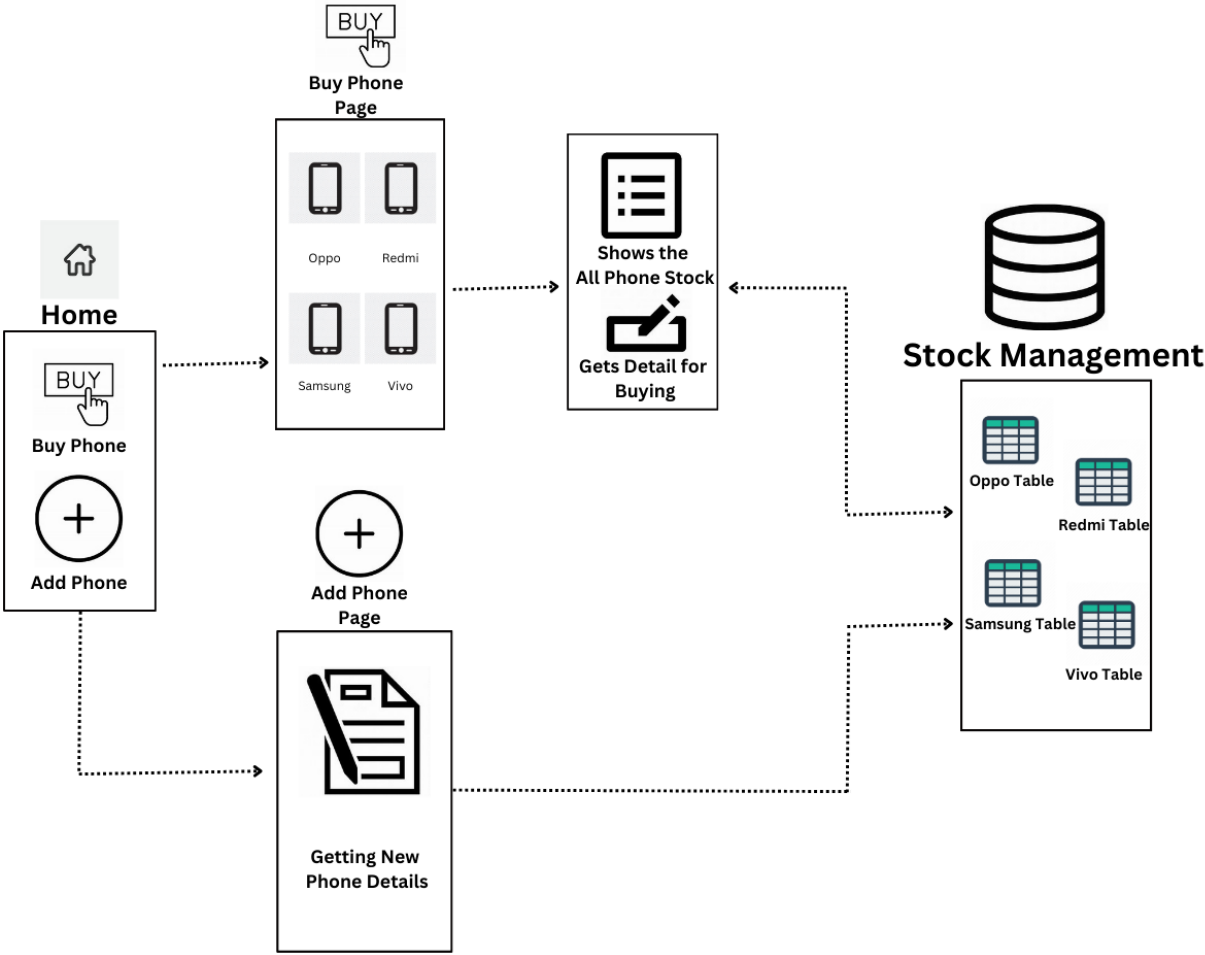 BUY
Buy Phone
Page
Oppo
Redmi
Samsung
Vivo
Home
BUY
Buy Phone
Add Phone
Shows the
All Phone Stock
Gets Detail for
Buying
Stock Management
Oppo Table
Redmi Table
Samsung Table
Vivo Table
Add Phone
Page
Getting New
Phone Details